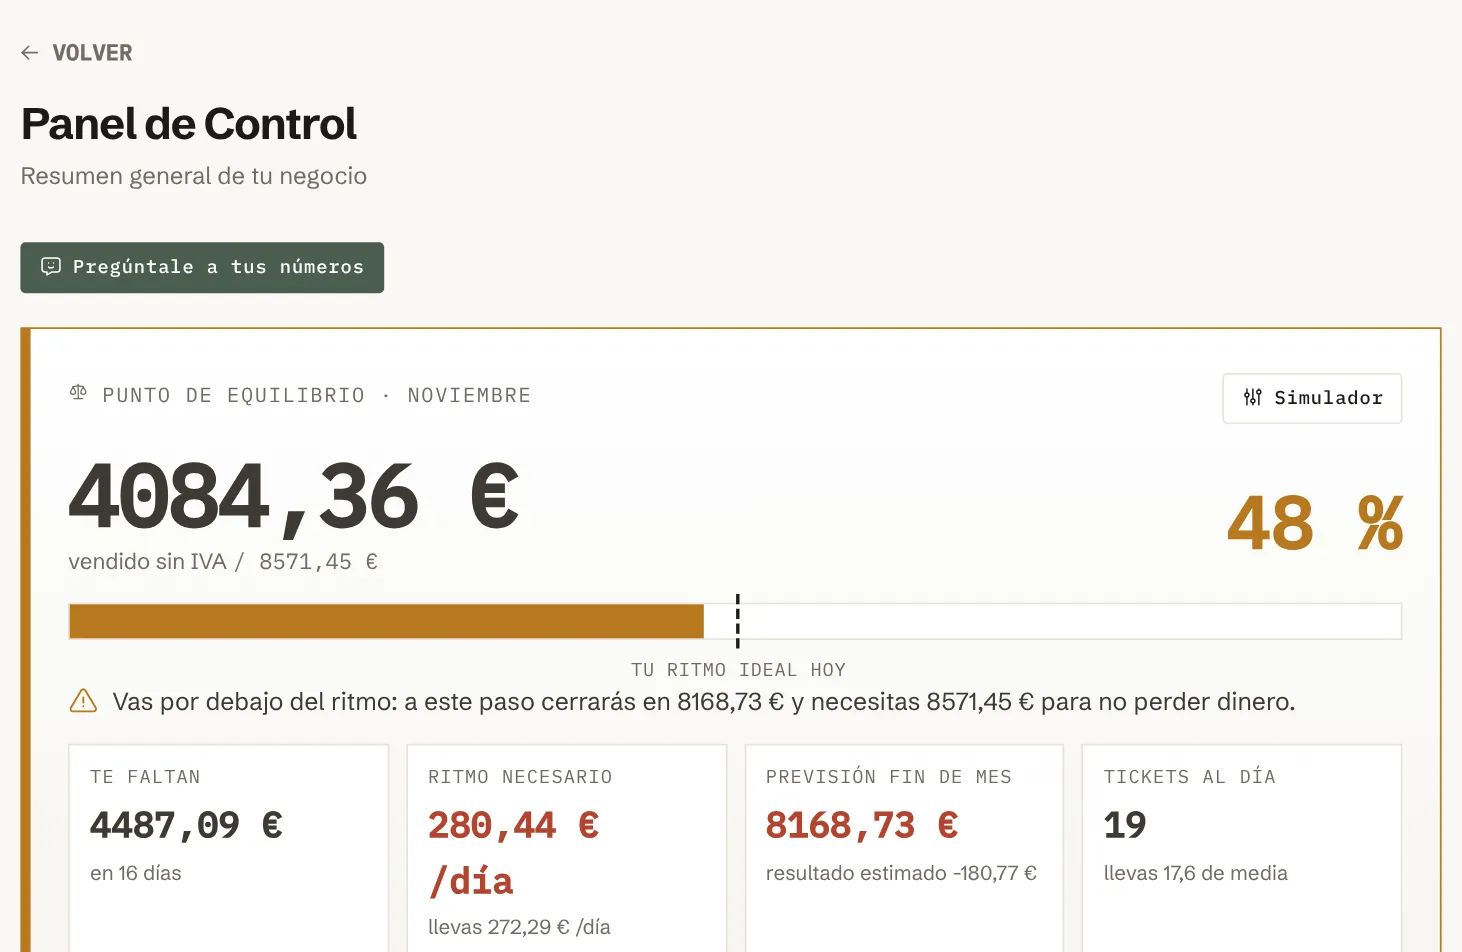 ← VOLVER
Panel de Control
Resumen general de tu negocio
Pregúntale a tus números
PUNTO DE EQUILIBRIO · NOVIEMBRE
Simulador
4084,36 €
48 %
vendido sin IVA / 8571,45 €
TU RITMO IDEAL HOY
Vas por debajo del ritmo: a este paso cerrarás en 8168,73 € y necesitas 8571,45 € para no perder dinero.
TE FALTAN
4487,09 €
en 16 días
RITMO NECESARIO
280,44 €
/día
llevas 272,29 € /día
PREVISIÓN FIN DE MES
8168,73 €
resultado estimado -180,77 €
TICKETS AL DÍA
19
llevas 17,6 de media